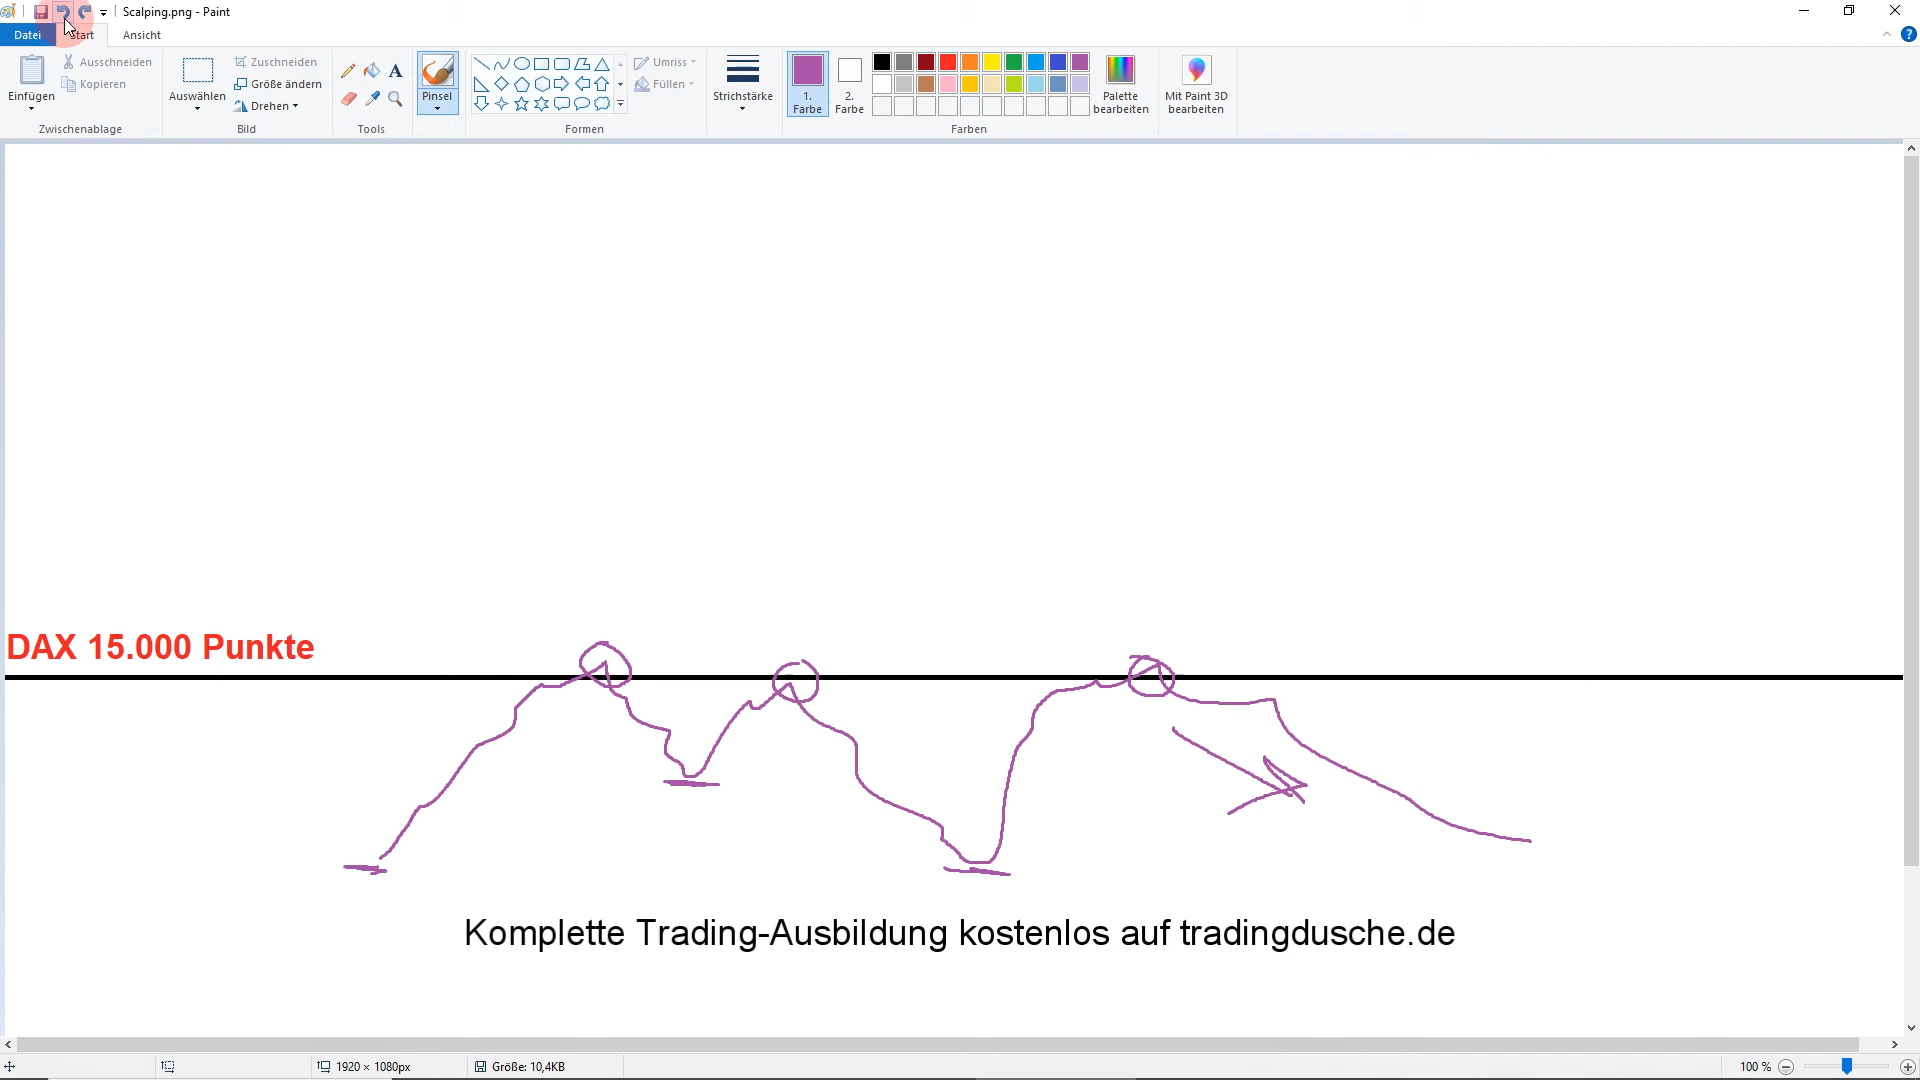 Scalping.png - Paint
Datei Start Ansicht
Einfügen
Ausschneiden
Kopieren
Zwischenablage
Auswählen
Zuschneiden
Größe ändern
Drehen
Bild
A
Tools
Pinsel
Formen
Umriss
Füllen
Strichstärke
1. Farbe
2. Farbe
Farben
Palette bearbeiten
Mit Paint 3D bearbeiten
?
DAX 15.000 Punkte
Komplette Trading-Ausbildung kostenlos auf tradingdusche.de
1920 × 1080px
Größe: 10,4KB
100 %